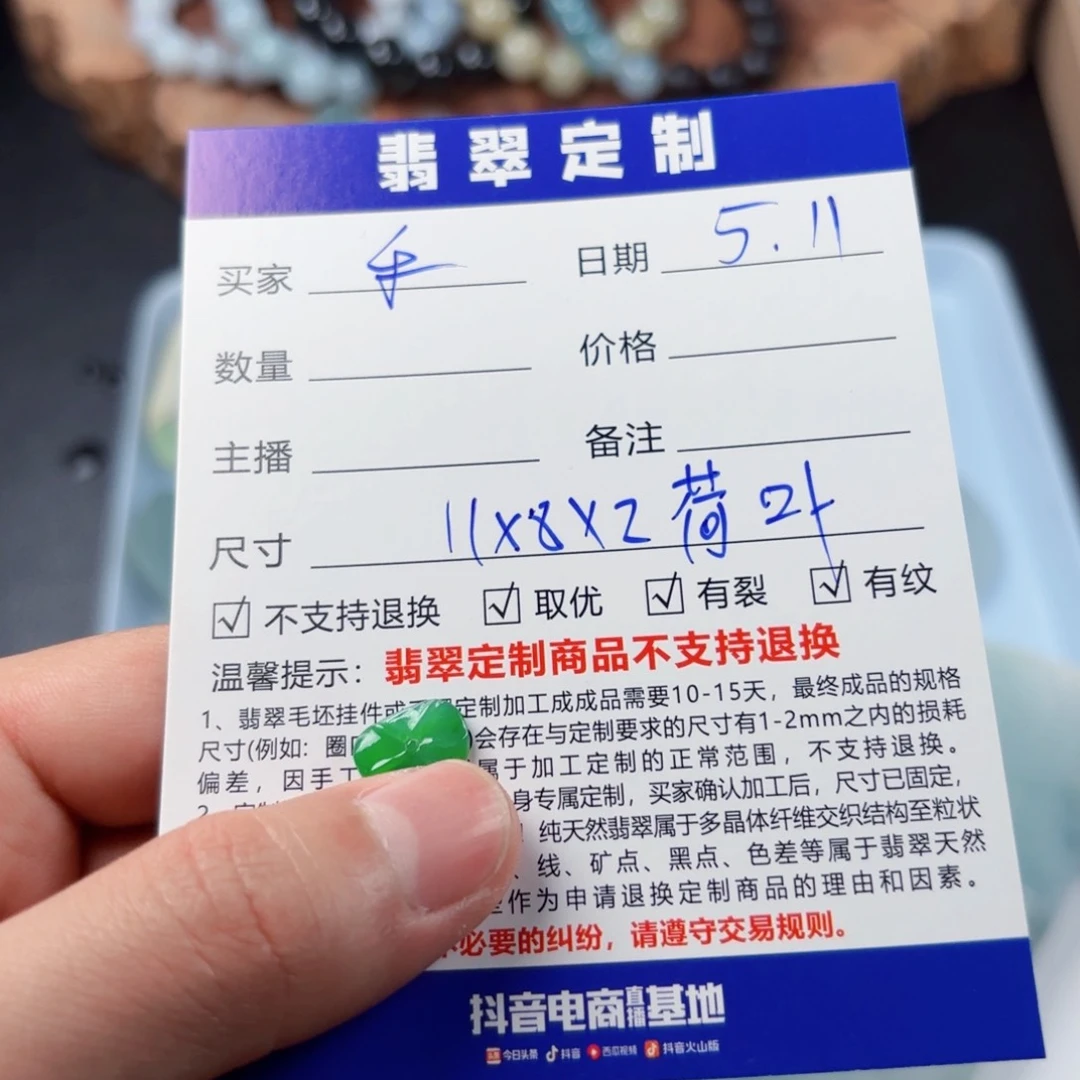 翡翠定制
买家 日期 5.11
数量 价格
主播 备注
尺寸 11X8X2荷叶
☑ 不支持退换 ☑ 取优 ☑ 有裂 ☑ 有纹
温馨提示：翡翠定制商品不支持退换
1、翡翠毛坯挂件或 定制加工成成品需要10-15天，最终成品的规格
尺寸(例如：圈口 )会存在与定制要求的尺寸有1-2mm之内的损耗
偏差，因手工 属于加工定制的正常范围，不支持退换。
身专属定制，买家确认加工后，尺寸已固定，
纯天然翡翠属于多晶体纤维交织结构至粒状
、线、矿点、黑点、色差等属于翡翠天然
作为申请退换定制商品的理由和因素。
必要的纠纷，请遵守交易规则。
抖音电商直播基地
头条 今日头条 抖音 西瓜视频 抖音火山版